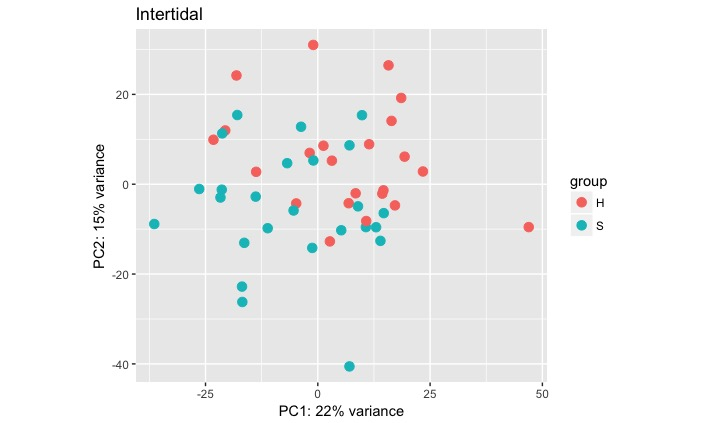 Intertidal
20
0
-20
-40
PC2: 15% variance
-25
0
25
50
PC1: 22% variance
group
H
S